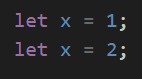 let x = 1;
let x = 2;